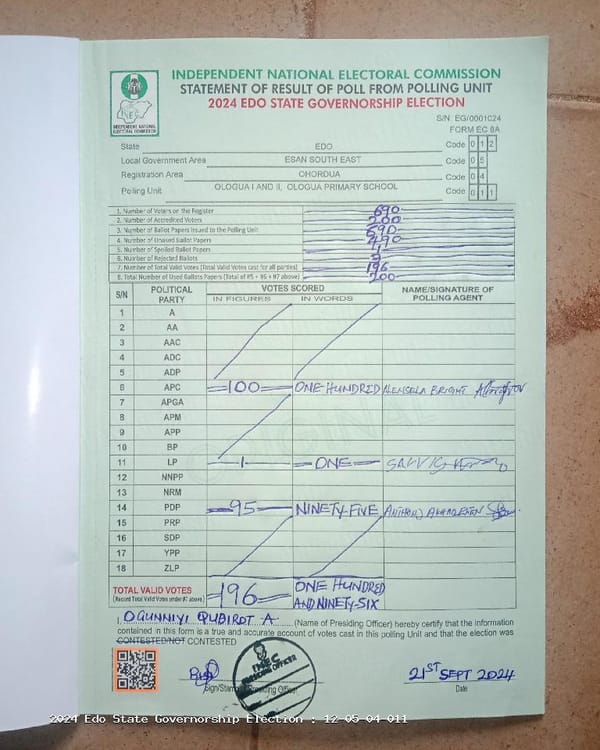 INDEPENDENT NATIONAL ELECTORAL COMMISSION
STATEMENT OF RESULT OF POLL FROM POLLING UNIT
2024 EDO STATE GOVERNORSHIP ELECTION
INDEPENDENT NATIONAL ELECTORAL COMMISSION
S/N EG/0001C24
FORM EC 8A
State EDO Code 0 1 2
Local Government Area ESAN SOUTH EAST Code 0 5
Registration Area OHORDUA Code 0 4
Polling Unit OLOGUA I AND II, OLOGUA PRIMARY SCHOOL Code 0 1 1
1. Number of Voters on the Register 690
2. Number of Accredited Voters 200
3. Number of Ballot Papers Issued to the Polling Unit 690
4. Number of Unused Ballot Papers 490
5. Number of Spoiled Ballot Papers 1
6. Number of Rejected Ballots 3
7. Number of Total Valid Votes (Total Valid Votes cast for all parties) 196
8. Total Number of Used Ballots Papers (Total of #5 + #6 + #7 above) 200
S/N POLITICAL PARTY VOTES SCORED NAME/SIGNATURE OF POLLING AGENT
IN FIGURES IN WORDS
1 A
2 AA
3 AAC
4 ADC
5 ADP
6 APC 100 ONE HUNDRED BRIGHT
7 APGA
8 APM
9 APP
10 BP
11 LP 1 ONE
12 NNPP
13 NRM
14 PDP 95 NINETY-FIVE
15 PRP
16 SDP
17 YPP
18 ZLP
TOTAL VALID VOTES 196 ONE HUNDRED AND NINETY-SIX
(Record Total Valid Votes under #7 above)
I, OGUNNIYI QUBIROT A (Name of Presiding Officer) hereby certify that the information
contained in this form is a true and accurate account of votes cast in this polling Unit and that the election was
CONTESTED/NOT CONTESTED
INEC
PRESIDING OFFICER
Sign/Stamp Presiding Officer
21ST SEPT 2024
Date
2024 Edo State Governorship Election : 12-05-04-011